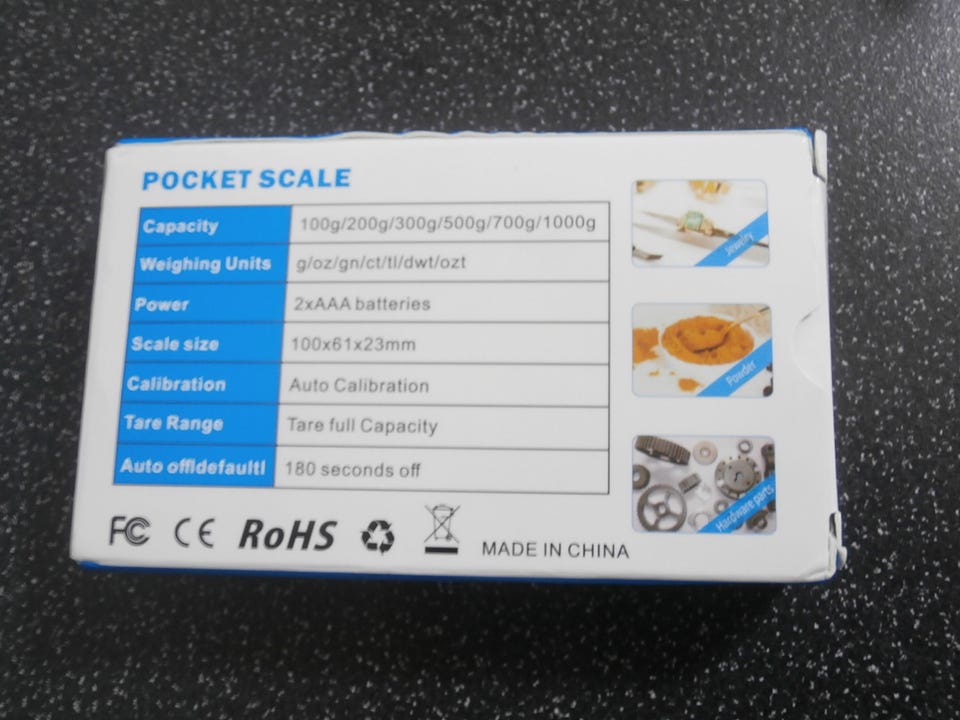 POCKET SCALE
Capacity 100g/200g/300g/500g/700g/1000g
Weighing Units g/oz/gn/ct/tl/dwt/ozt
Power 2xAAA batteries
Scale size 100x61x23mm
Calibration Auto Calibration
Tare Range Tare full Capacity
Auto off(default) 180 seconds off
Jewelry
Powder
Hardware parts
FC CE RoHS MADE IN CHINA